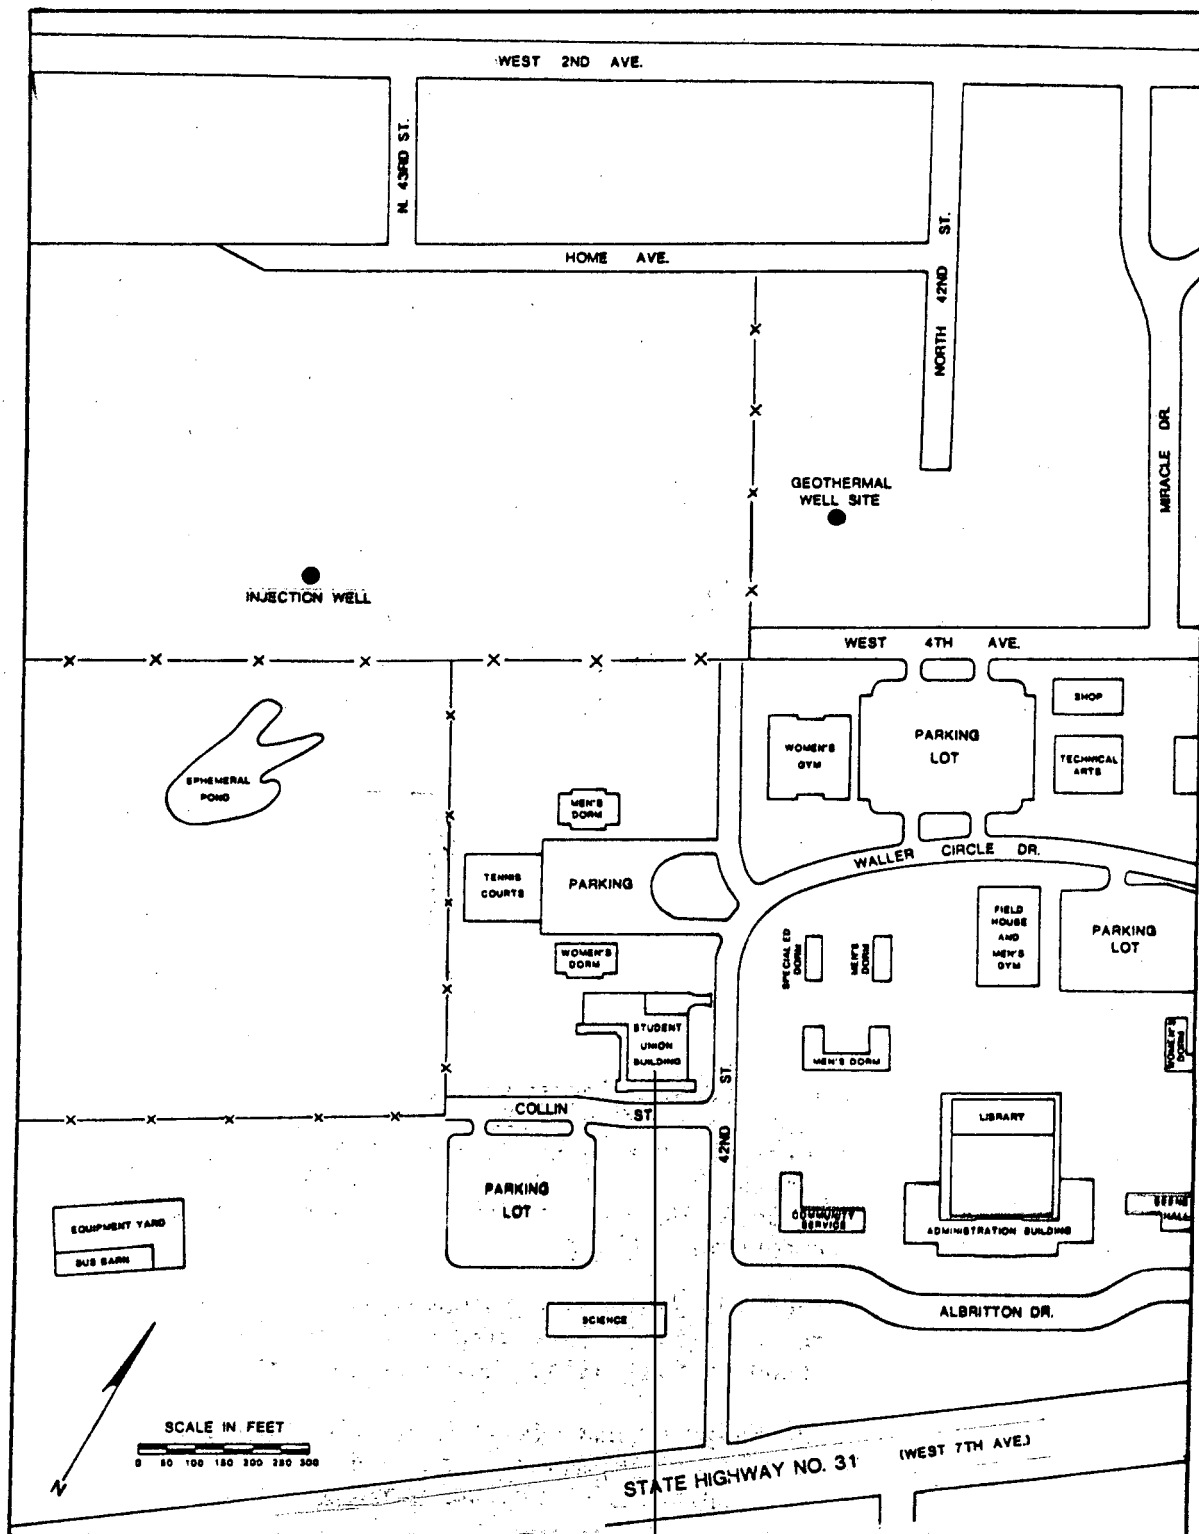 WEST 2ND AVE.
N. 43RD ST.
HOME AVE.
NORTH 42ND ST.
MIRACLE DR.
GEOTHERMAL
WELL SITE
INJECTION WELL
WEST 4TH AVE.
SHOP
PARKING
LOT
WOMEN'S
GYM
TECHNICAL
ARTS
EPHEMERAL
POND
MEN'S
DORM
WALLER CIRCLE DR.
TENNIS
COURTS
PARKING
FIELD
HOUSE
AND
MEN'S
GYM
PARKING
LOT
SPECIAL ED
DORM
MEN'S
DORM
WOMEN'S
DORM
STUDENT
UNION
BUILDING
WOMEN'S
DORM
MEN'S DORM
COLLIN ST.
42ND ST.
LIBRARY
PARKING
LOT
COMMUNITY
SERVICE
ADMINISTRATION BUILDING
HALL
EQUIPMENT YARD
BUS BARN
SCIENCE
ALBRITTON DR.
SCALE IN FEET
0 50 100 150 200 250 300
N
STATE HIGHWAY NO. 31 (WEST 7TH AVE.)